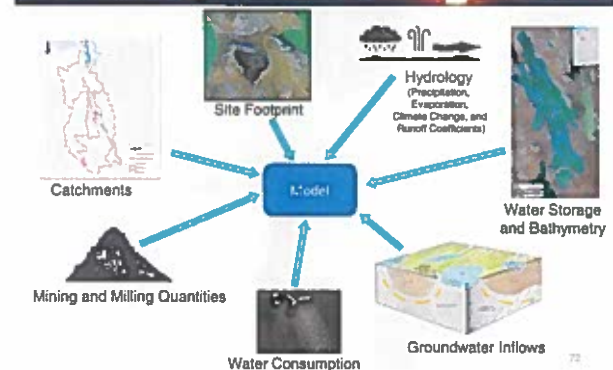 Site Footprint
Hydrology
(Precipitation,
Evaporation,
Climate Change, and
Runoff Coefficients)
Catchments
Model
Water Storage
and Bathymetry
Mining and Milling Quantities
Water Consumption
Groundwater Inflows
72